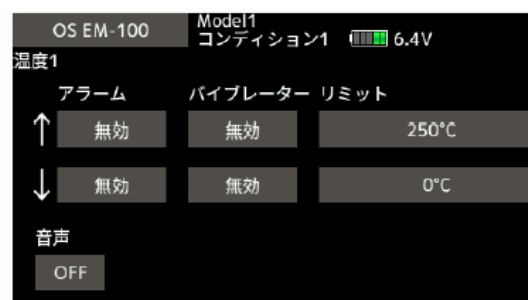 OS EM-100 Model1
コンディション1 6.4V
温度1
アラーム バイブレーター リミット
↑ 無効 無効 250℃
↓ 無効 無効 0℃
音声
OFF